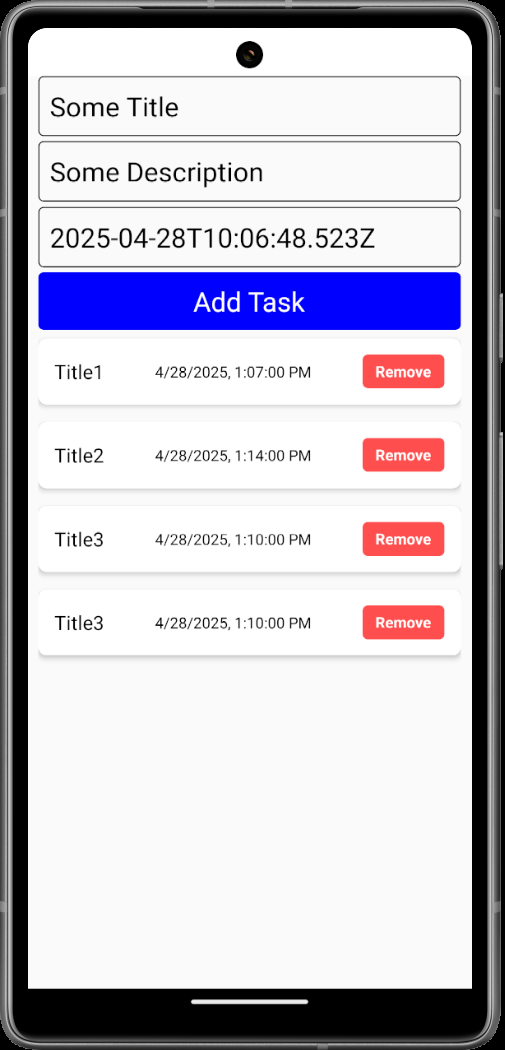 Some Title
Some Description
2025-04-28T10:06:48.523Z
Add Task
Title1 4/28/2025, 1:07:00 PM Remove
Title2 4/28/2025, 1:14:00 PM Remove
Title3 4/28/2025, 1:10:00 PM Remove
Title3 4/28/2025, 1:10:00 PM Remove